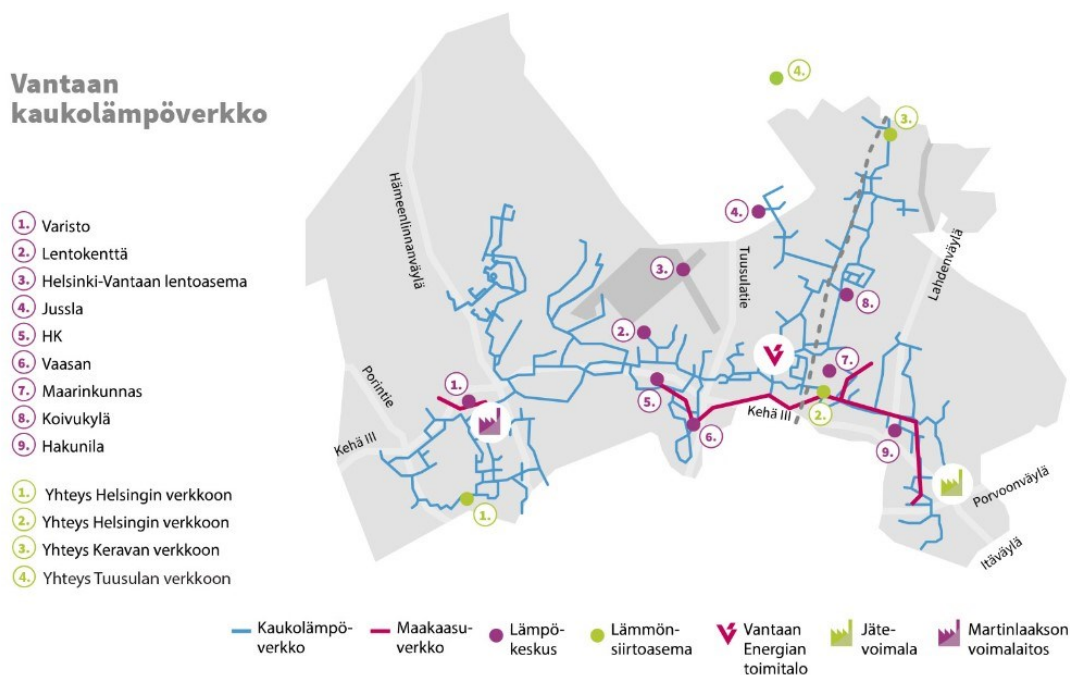 Vantaan
kaukolämpöverkko
1. Varisto
2. Lentokenttä
3. Helsinki-Vantaan lentoasema
4. Jussla
5. HK
6. Vaasan
7. Maarinkunnas
8. Koivukylä
9. Hakunila
1. Yhteys Helsingin verkkoon
2. Yhteys Helsingin verkkoon
3. Yhteys Keravan verkkoon
4. Yhteys Tuusulan verkkoon
4.
3.
Hämeenlinnanväylä
4.
Tuusulatie
Lahdenväylä
3.
8.
2.
Porintie
1.
7.
5.
Kehä III
2.
6.
Kehä III
9.
1.
Porvoonväylä
Itäväylä
Kaukolämpö-
verkko
Maakaasu-
verkko
Lämpö-
keskus
Lämmön-
siirtoasema
Vantaan
Energian
toimitalo
Jäte-
voimala
Martinlaakson
voimalaitos